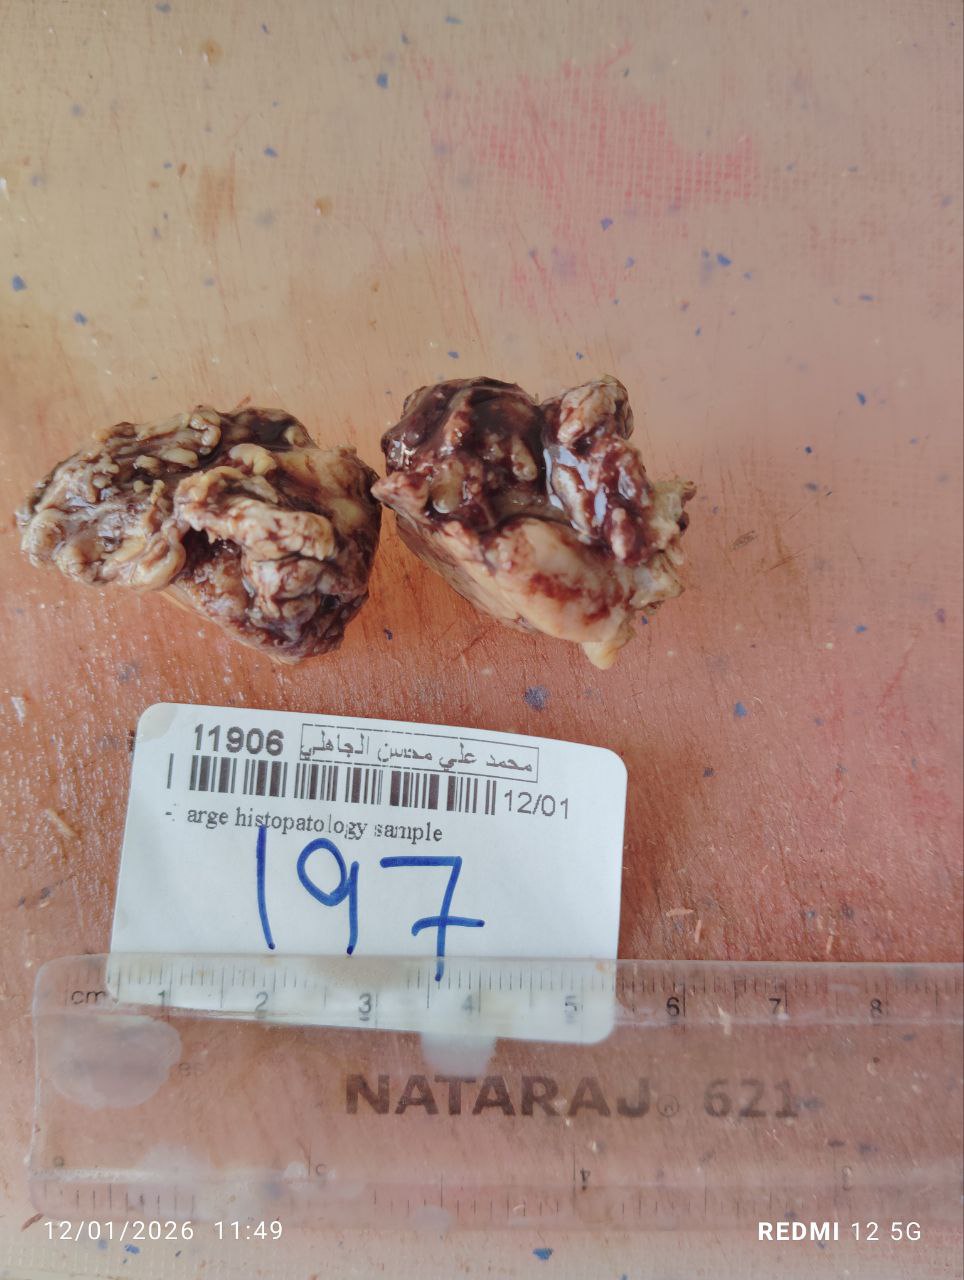 11906 محمد علي محسن الجاهلي
12/01
arge histopatology sample
197
cm 1 2 3 4 5 6 7 8
NATARAJ® 621
12/01/2026 11:49
REDMI 12 5G